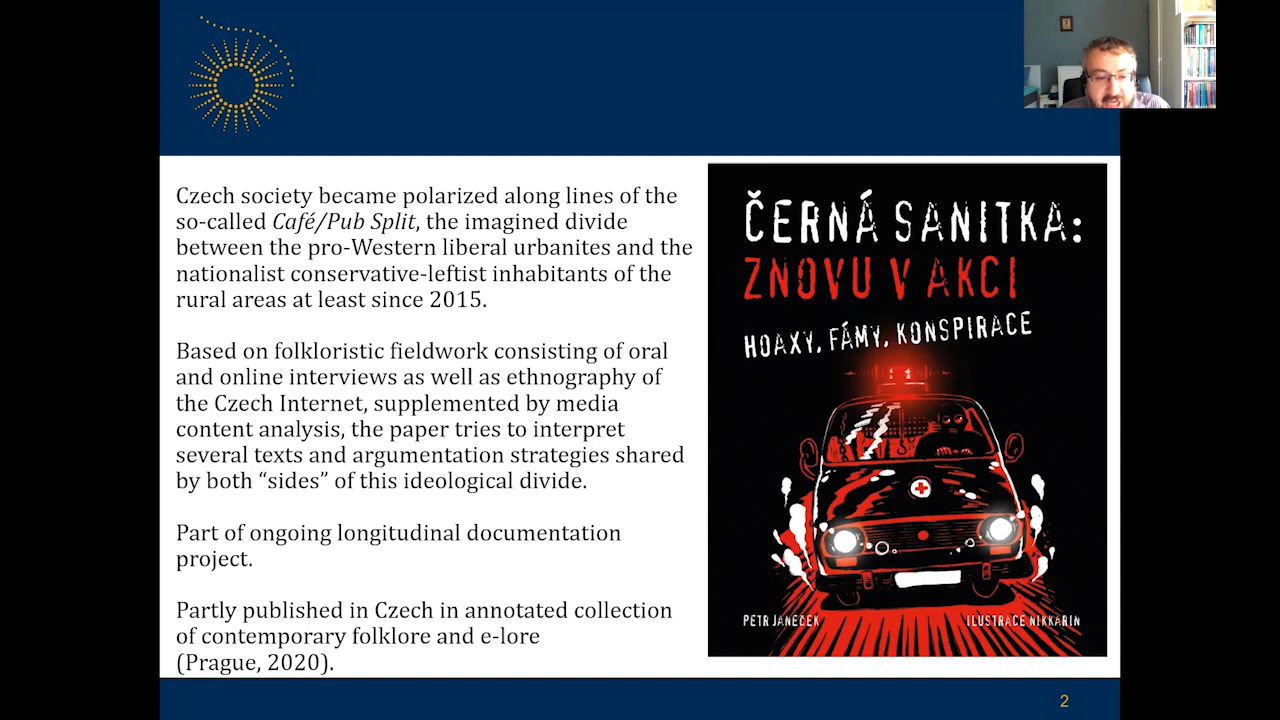 Czech society became polarized along lines of the
so-called Café/Pub Split, the imagined divide
between the pro-Western liberal urbanites and the
nationalist conservative-leftist inhabitants of the
rural areas at least since 2015.
Based on folkloristic fieldwork consisting of oral
and online interviews as well as ethnography of
the Czech Internet, supplemented by media
content analysis, the paper tries to interpret
several texts and argumentation strategies shared
by both “sides” of this ideological divide.
Part of ongoing longitudinal documentation
project.
Partly published in Czech in annotated collection
of contemporary folklore and e-lore
(Prague, 2020).
ČERNÁ SANITKA:
ZNOVU V AKCI
HOAXY, FÁMY, KONSPIRACE
PETR JANEČEK
ILUSTRACE NIKKARIN
2